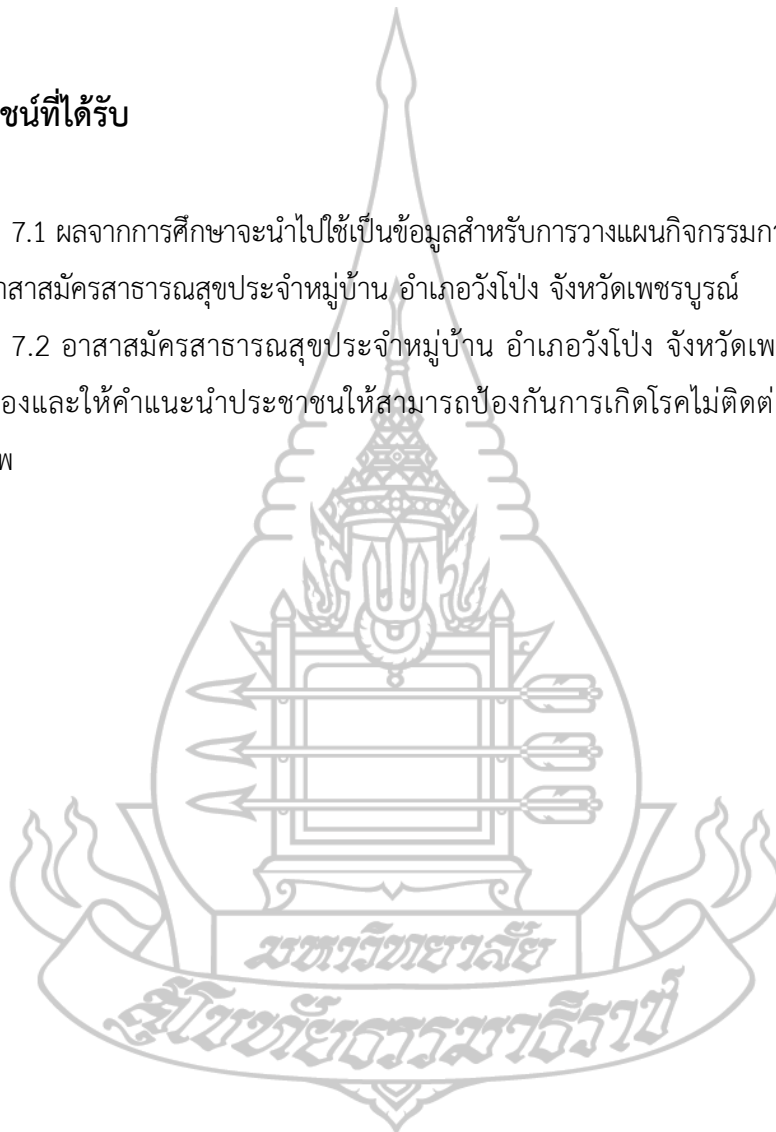 ชน์ที่ได้รับ
7.1 ผลจากการศึกษาจะนำไปใช้เป็นข้อมูลสำหรับการวางแผนกิจกรรมกา
าสาสมัครสาธารณสุขประจำหมู่บ้าน อำเภอวังโป่ง จังหวัดเพชรบูรณ์
7.2 อาสาสมัครสาธารณสุขประจำหมู่บ้าน อำเภอวังโป่ง จังหวัดเพ
องและให้คำแนะนำประชาชนให้สามารถป้องกันการเกิดโรคไม่ติดต่
พ
มหาวิทยาลัย
สุโขทัยธรรมาธิราช